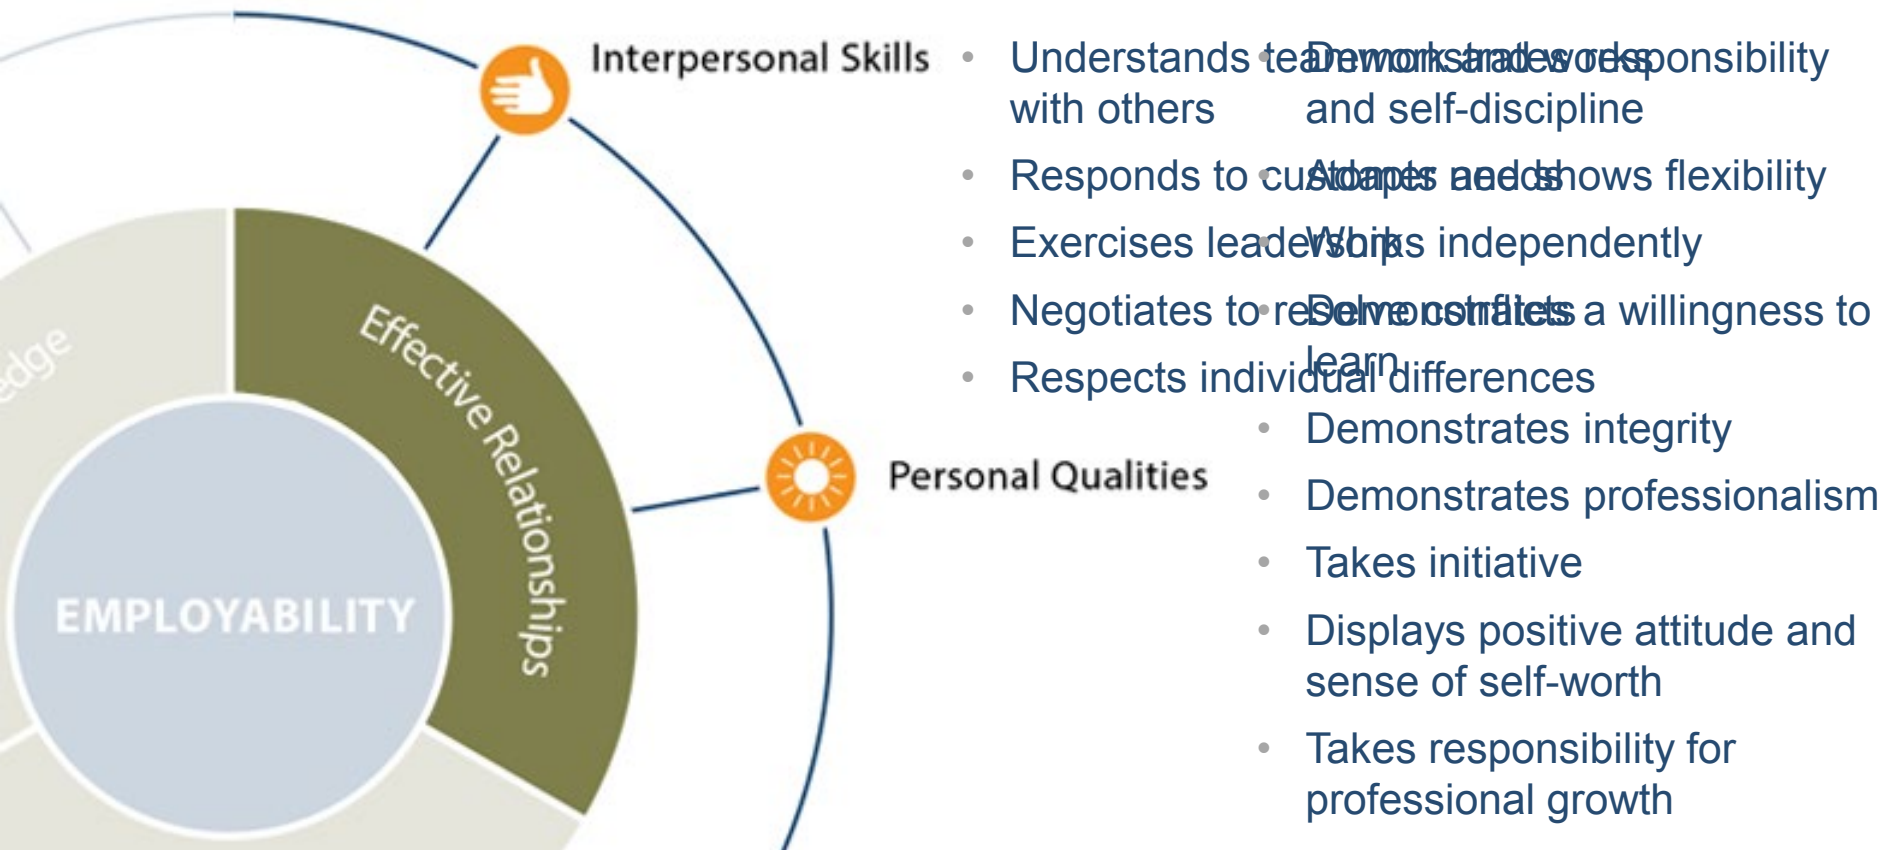 Interpersonal Skills
• Understands teamwork and works
with others
• Responds to customer needs
• Exercises leadership
• Negotiates to resolve conflicts
• Respects individual differences
• Demonstrates responsibility
and self-discipline
• Adapts and shows flexibility
• Works independently
• Demonstrates a willingness to
learn
• Demonstrates integrity
• Demonstrates professionalism
• Takes initiative
• Displays positive attitude and
sense of self-worth
• Takes responsibility for
professional growth
Personal Qualities
Effective Relationships
edge
EMPLOYABILITY